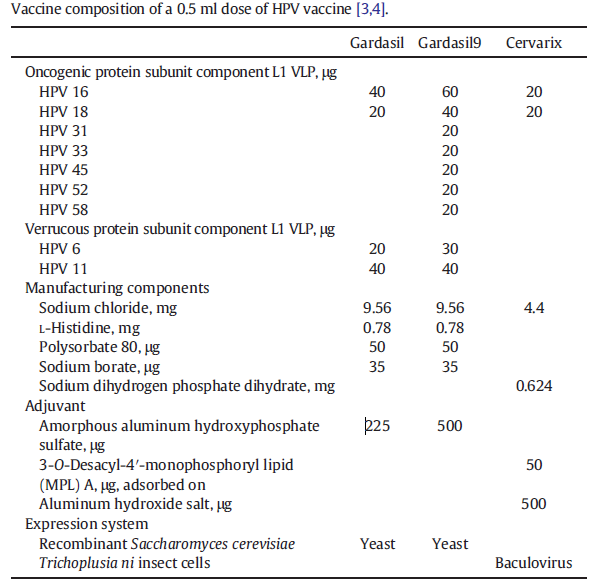 Vaccine composition of a 0.5 ml dose of HPV vaccine [3,4].
Gardasil Gardasil9 Cervarix
Oncogenic protein subunit component L1 VLP, μg
HPV 16 40 60 20
HPV 18 20 40 20
HPV 31 20
HPV 33 20
HPV 45 20
HPV 52 20
HPV 58 20
Verrucous protein subunit component L1 VLP, μg
HPV 6 20 30
HPV 11 40 40
Manufacturing components
Sodium chloride, mg 9.56 9.56 4.4
L-Histidine, mg 0.78 0.78
Polysorbate 80, μg 50 50
Sodium borate, μg 35 35
Sodium dihydrogen phosphate dihydrate, mg 0.624
Adjuvant
Amorphous aluminum hydroxyphosphate 225 500
sulfate, μg
3-O-Desacyl-4′-monophosphoryl lipid 50
(MPL) A, μg, adsorbed on
Aluminum hydroxide salt, μg 500
Expression system
Recombinant Saccharomyces cerevisiae Yeast Yeast
Trichoplusia ni insect cells Baculovirus